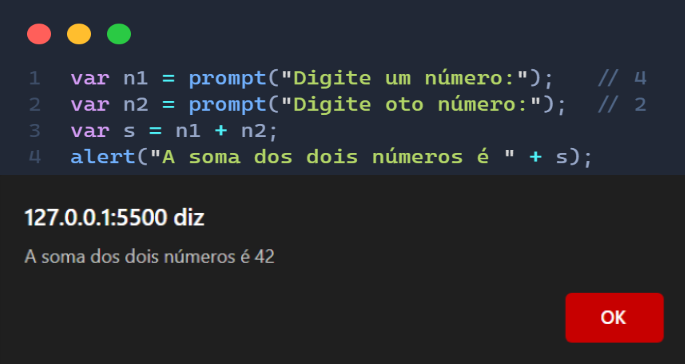 1 var n1 = prompt("Digite um número:"); // 4
2 var n2 = prompt("Digite oto número:"); // 2
3 var s = n1 + n2;
4 alert("A soma dos dois números é " + s);
127.0.0.1:5500 diz
A soma dos dois números é 42
OK